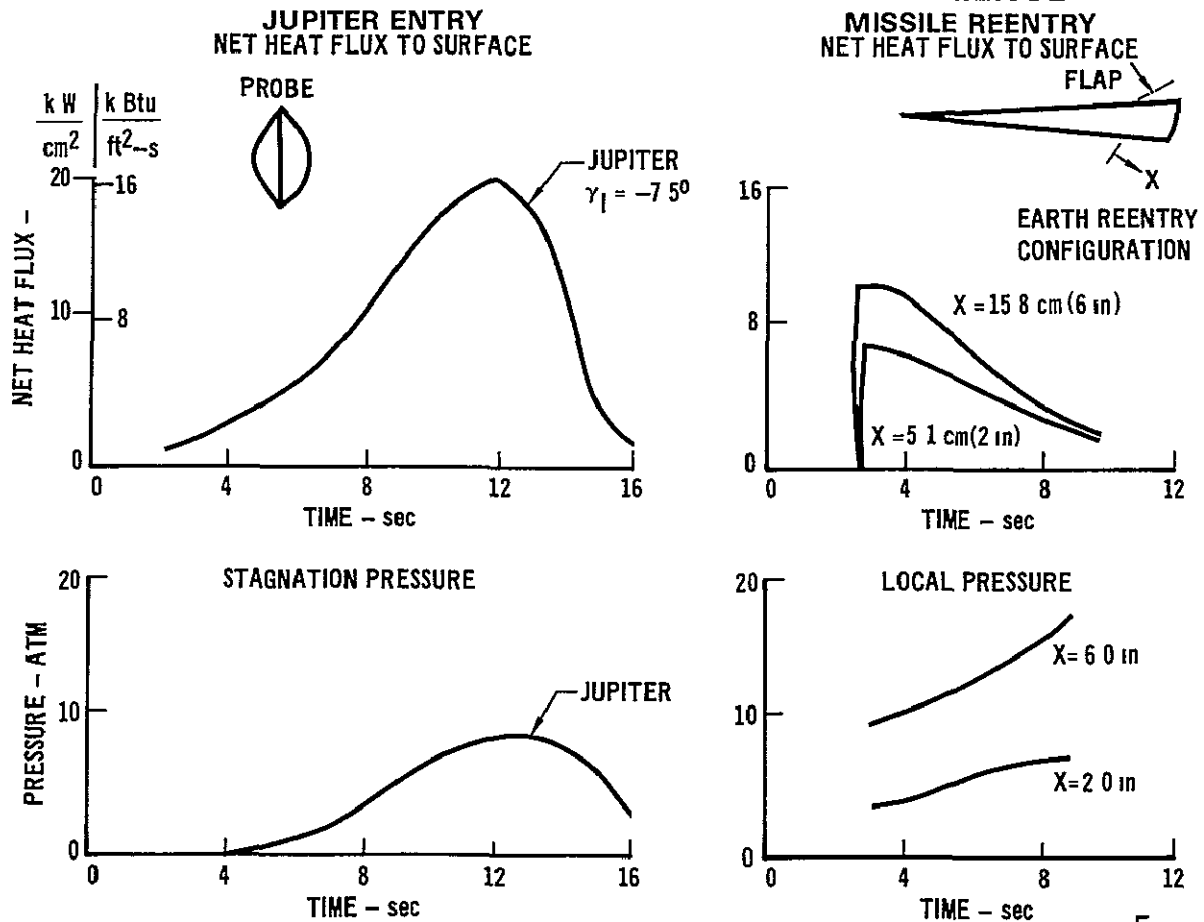 JUPITER ENTRY
NET HEAT FLUX TO SURFACE
PROBE
kW
cm²
k Btu
ft²–s
NET HEAT FLUX –
20
10
0
16
8
JUPITER
γI = –7 5º
0 4 8 12 16
TIME – sec
MISSILE REENTRY
NET HEAT FLUX TO SURFACE
FLAP
X
EARTH REENTRY
CONFIGURATION
16
8
0
X = 15 8 cm (6 in)
X = 5 1 cm (2 in)
0 4 8 12
TIME – sec
STAGNATION PRESSURE
PRESSURE – ATM
20
10
0
JUPITER
0 4 8 12 16
TIME – sec
LOCAL PRESSURE
20
10
0
X= 6 0 in
X=2 0 in
0 4 8 12
TIME – sec